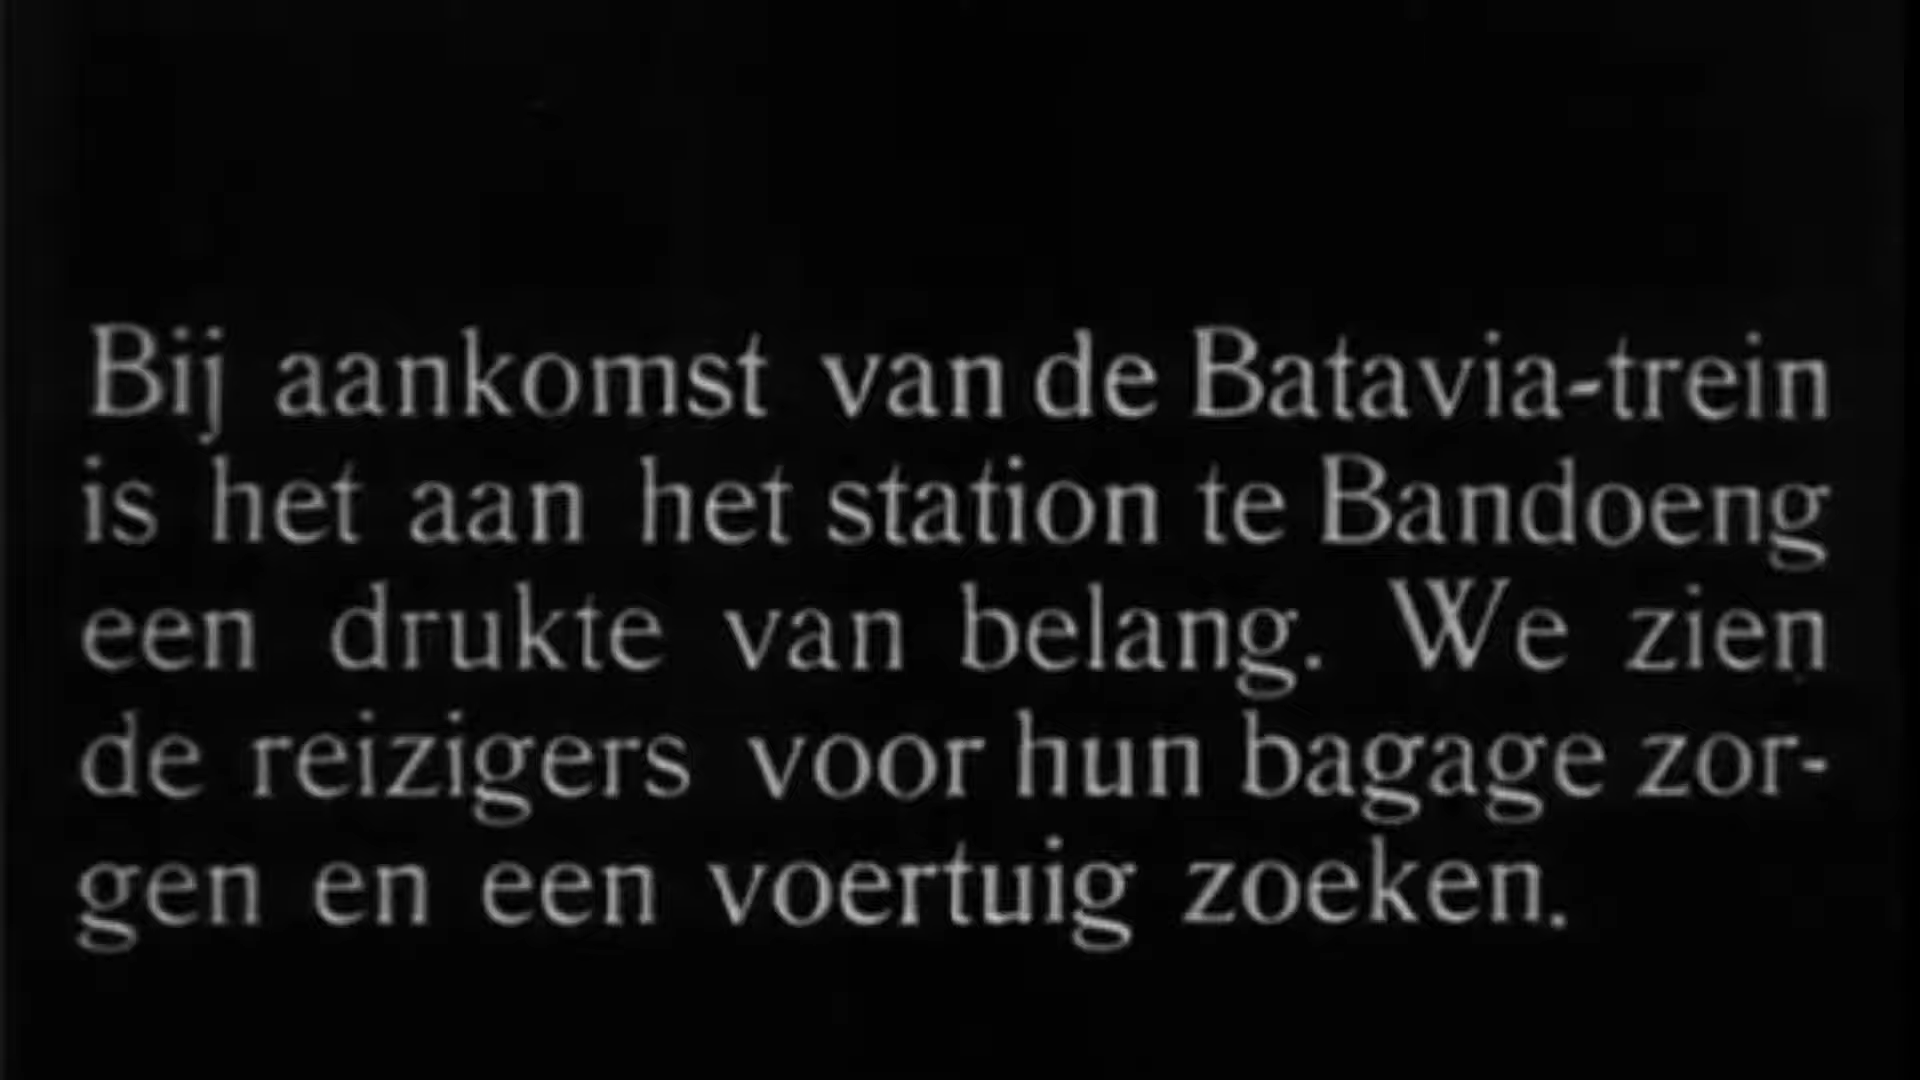 Bij aankomst van de Batavia-trein
is het aan het station te Bandoeng
een drukte van belang. We zien
de reizigers voor hun bagage zor-
gen en een voertuig zoeken.